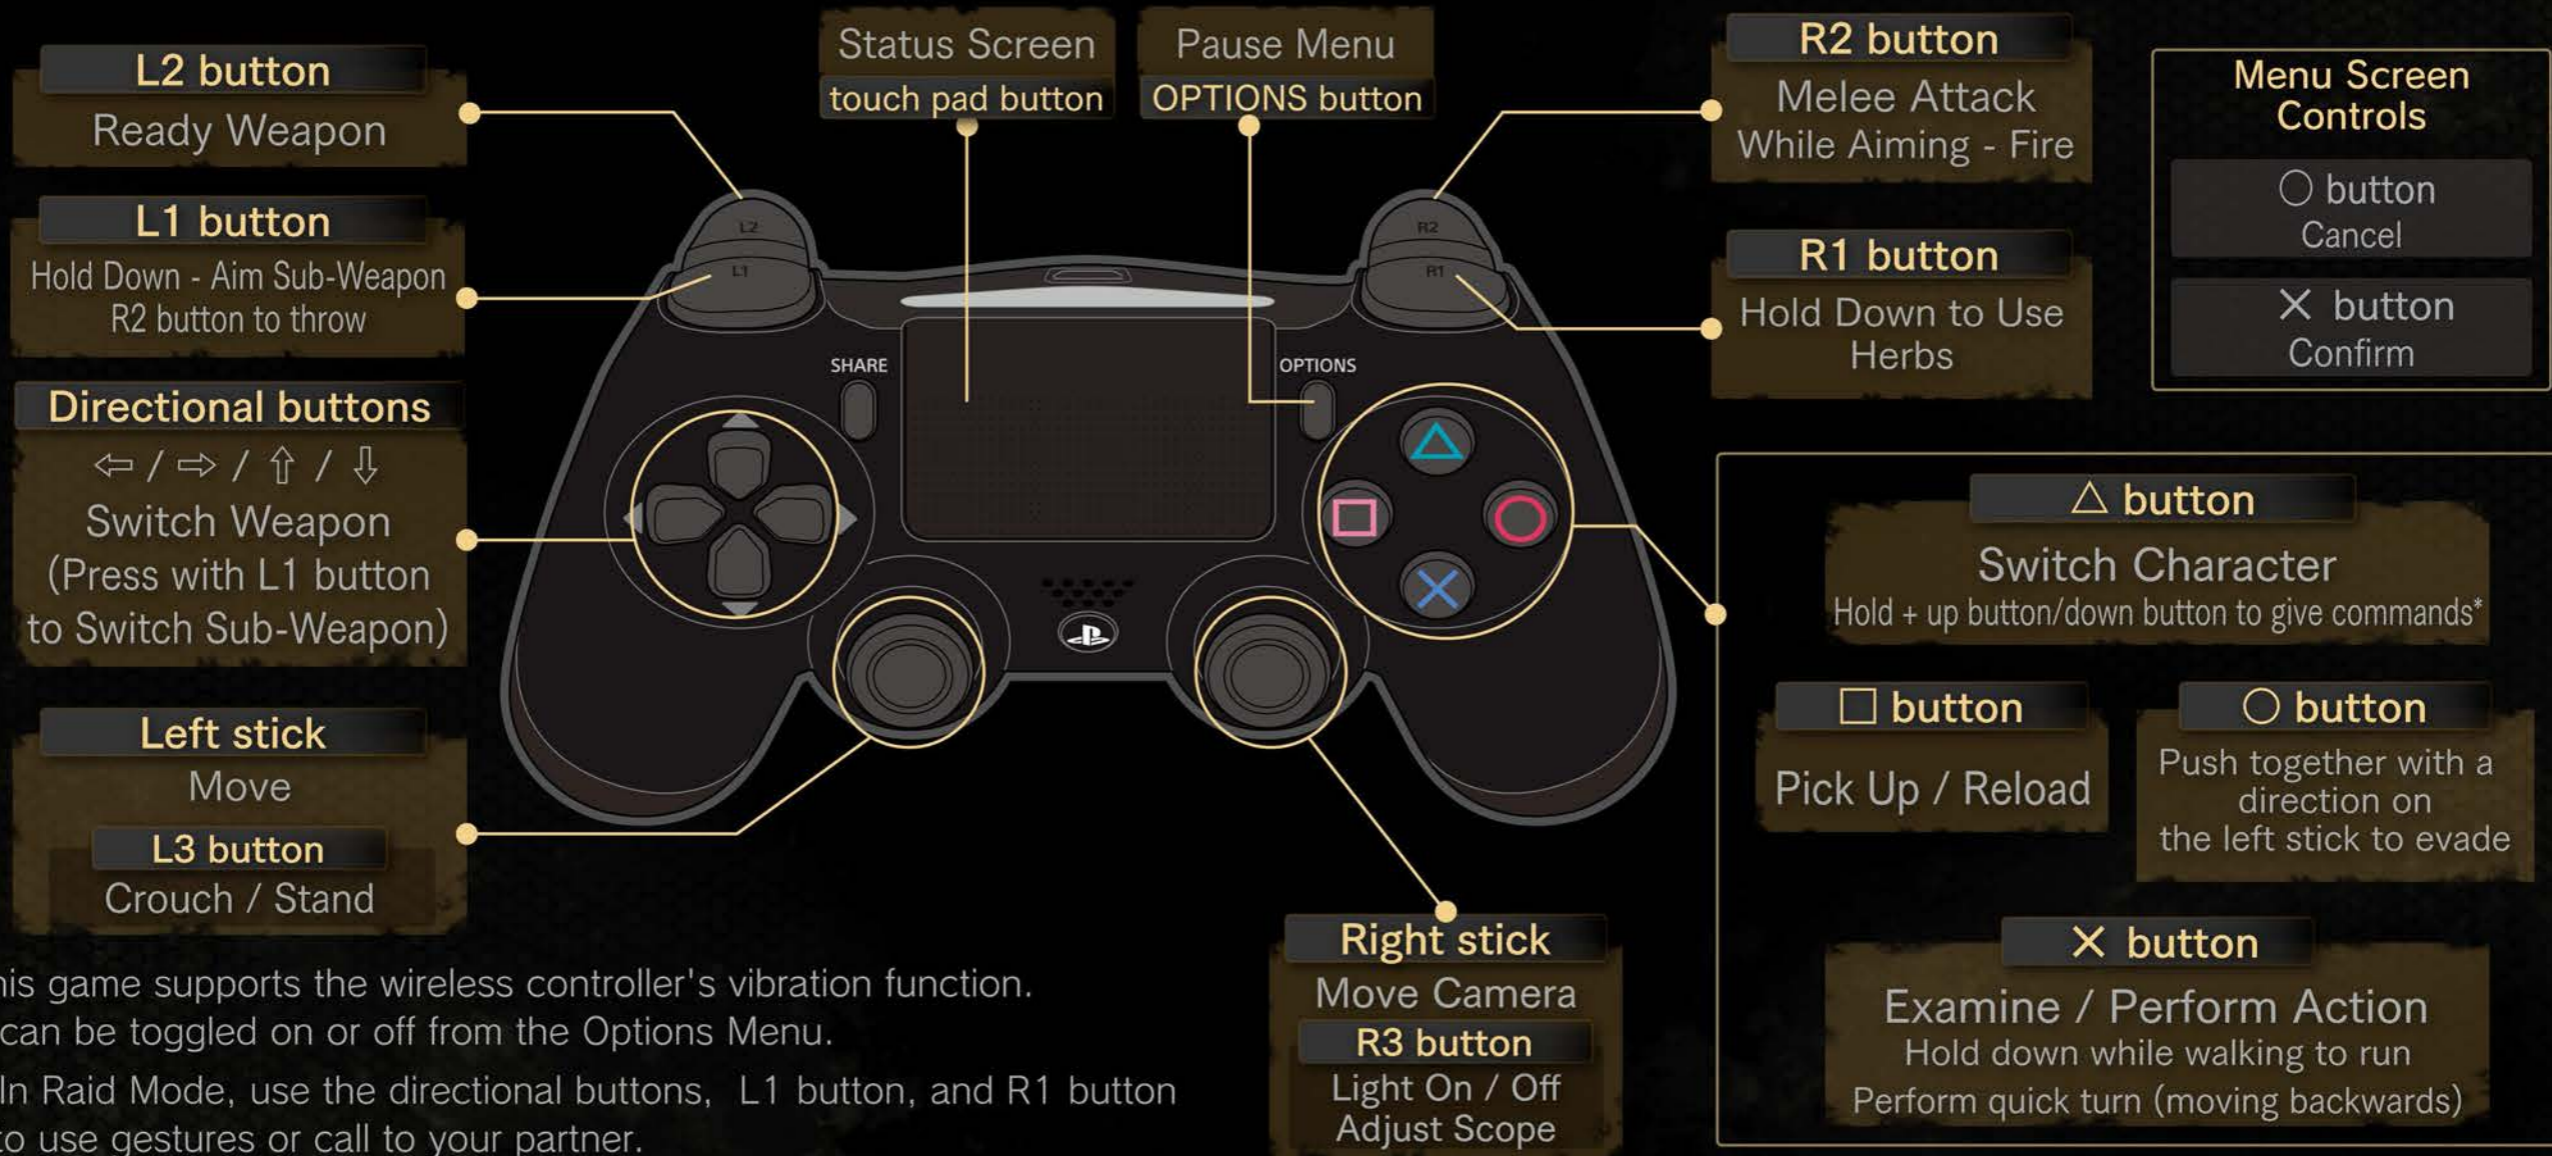 L2 button
Ready Weapon
L1 button
Hold Down - Aim Sub-Weapon
R2 button to throw
Directional buttons
⇦ / ⇨ / ⇧ / ⇩
Switch Weapon
(Press with L1 button
to Switch Sub-Weapon)
Left stick
Move
L3 button
Crouch / Stand
Status Screen
touch pad button
Pause Menu
OPTIONS button
L2
L1
R2
R1
SHARE
OPTIONS
R2 button
Melee Attack
While Aiming - Fire
R1 button
Hold Down to Use
Herbs
Menu Screen
Controls
○ button
Cancel
✕ button
Confirm
△ button
Switch Character
Hold + up button/down button to give commands*
□ button
Pick Up / Reload
○ button
Push together with a
direction on
the left stick to evade
✕ button
Examine / Perform Action
Hold down while walking to run
Perform quick turn (moving backwards)
Right stick
Move Camera
R3 button
Light On / Off
Adjust Scope
his game supports the wireless controller's vibration function.
can be toggled on or off from the Options Menu.
In Raid Mode, use the directional buttons, L1 button, and R1 button
to use gestures or call to your partner.